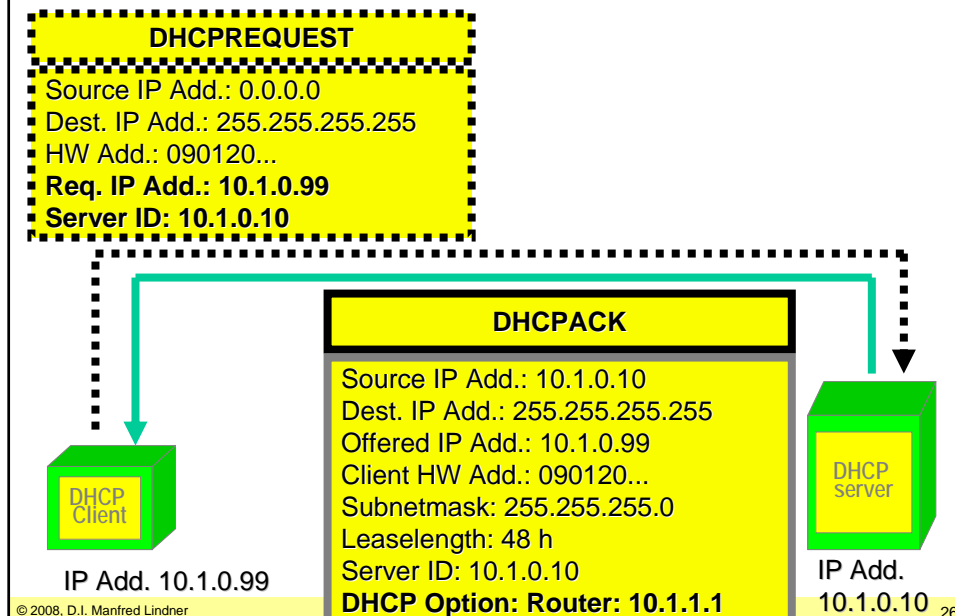 DHCPREQUEST
Source IP Add.: 0.0.0.0
Dest. IP Add.: 255.255.255.255
HW Add.: 090120...
Req. IP Add.: 10.1.0.99
Server ID: 10.1.0.10
DHCPACK
Source IP Add.: 10.1.0.10
Dest. IP Add.: 255.255.255.255
Offered IP Add.: 10.1.0.99
Client HW Add.: 090120...
Subnetmask: 255.255.255.0
Leaselength: 48 h
Server ID: 10.1.0.10
DHCP Option: Router: 10.1.1.1
DHCP
Client
IP Add. 10.1.0.99
DHCP
server
IP Add.
10.1.0.10
© 2008, D.I. Manfred Lindner
26